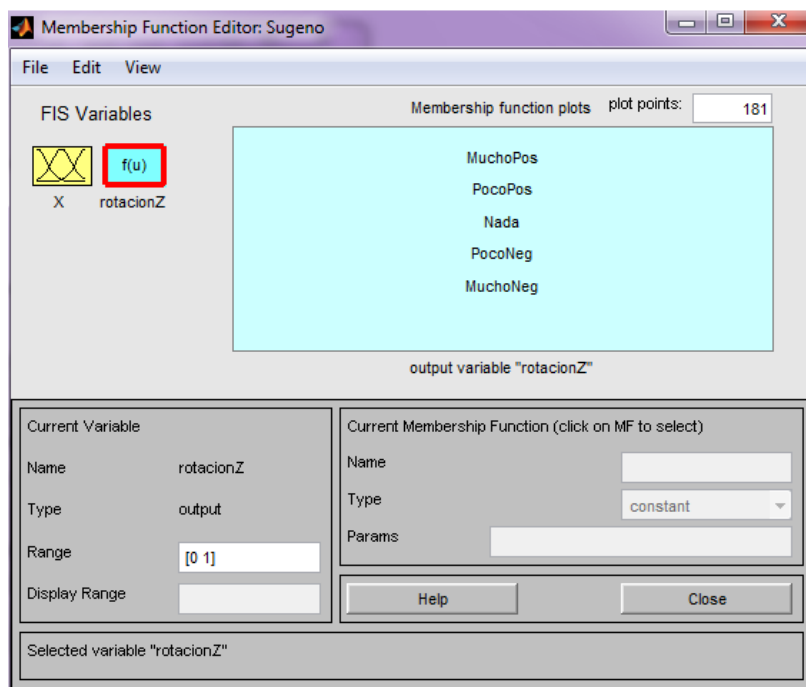 Membership Function Editor: Sugeno
File Edit View
FIS Variables
Membership function plots plot points: 181
f(u)
X rotacionZ
MuchoPos
PocoPos
Nada
PocoNeg
MuchoNeg
output variable "rotacionZ"
Current Variable
Name rotacionZ
Type output
Range [0 1]
Display Range
Current Membership Function (click on MF to select)
Name
Type constant
Params
Help Close
Selected variable "rotacionZ"